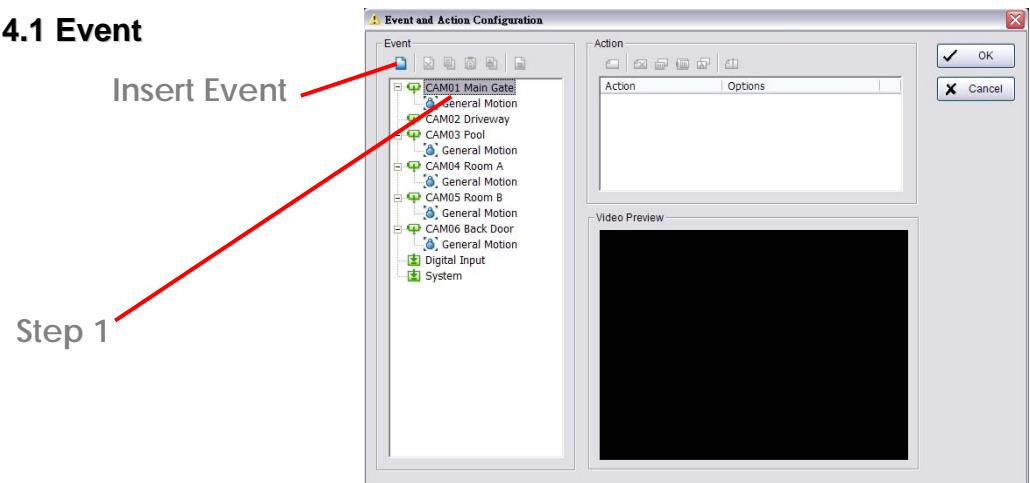 4.1 Event
Insert Event
Step 1
Event and Action Configuration
Event
CAM01 Main Gate
General Motion
CAM02 Driveway
CAM03 Pool
General Motion
CAM04 Room A
General Motion
CAM05 Room B
General Motion
CAM06 Back Door
General Motion
Digital Input
System
Action
Action Options
Video Preview
OK
Cancel